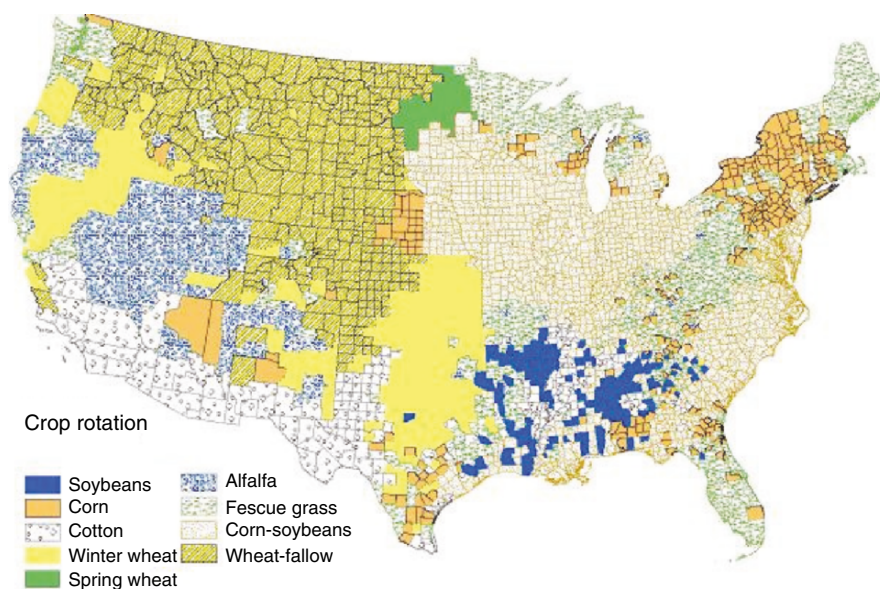 Crop rotation
Soybeans
Corn
Cotton
Winter wheat
Spring wheat
Alfalfa
Fescue grass
Corn-soybeans
Wheat-fallow